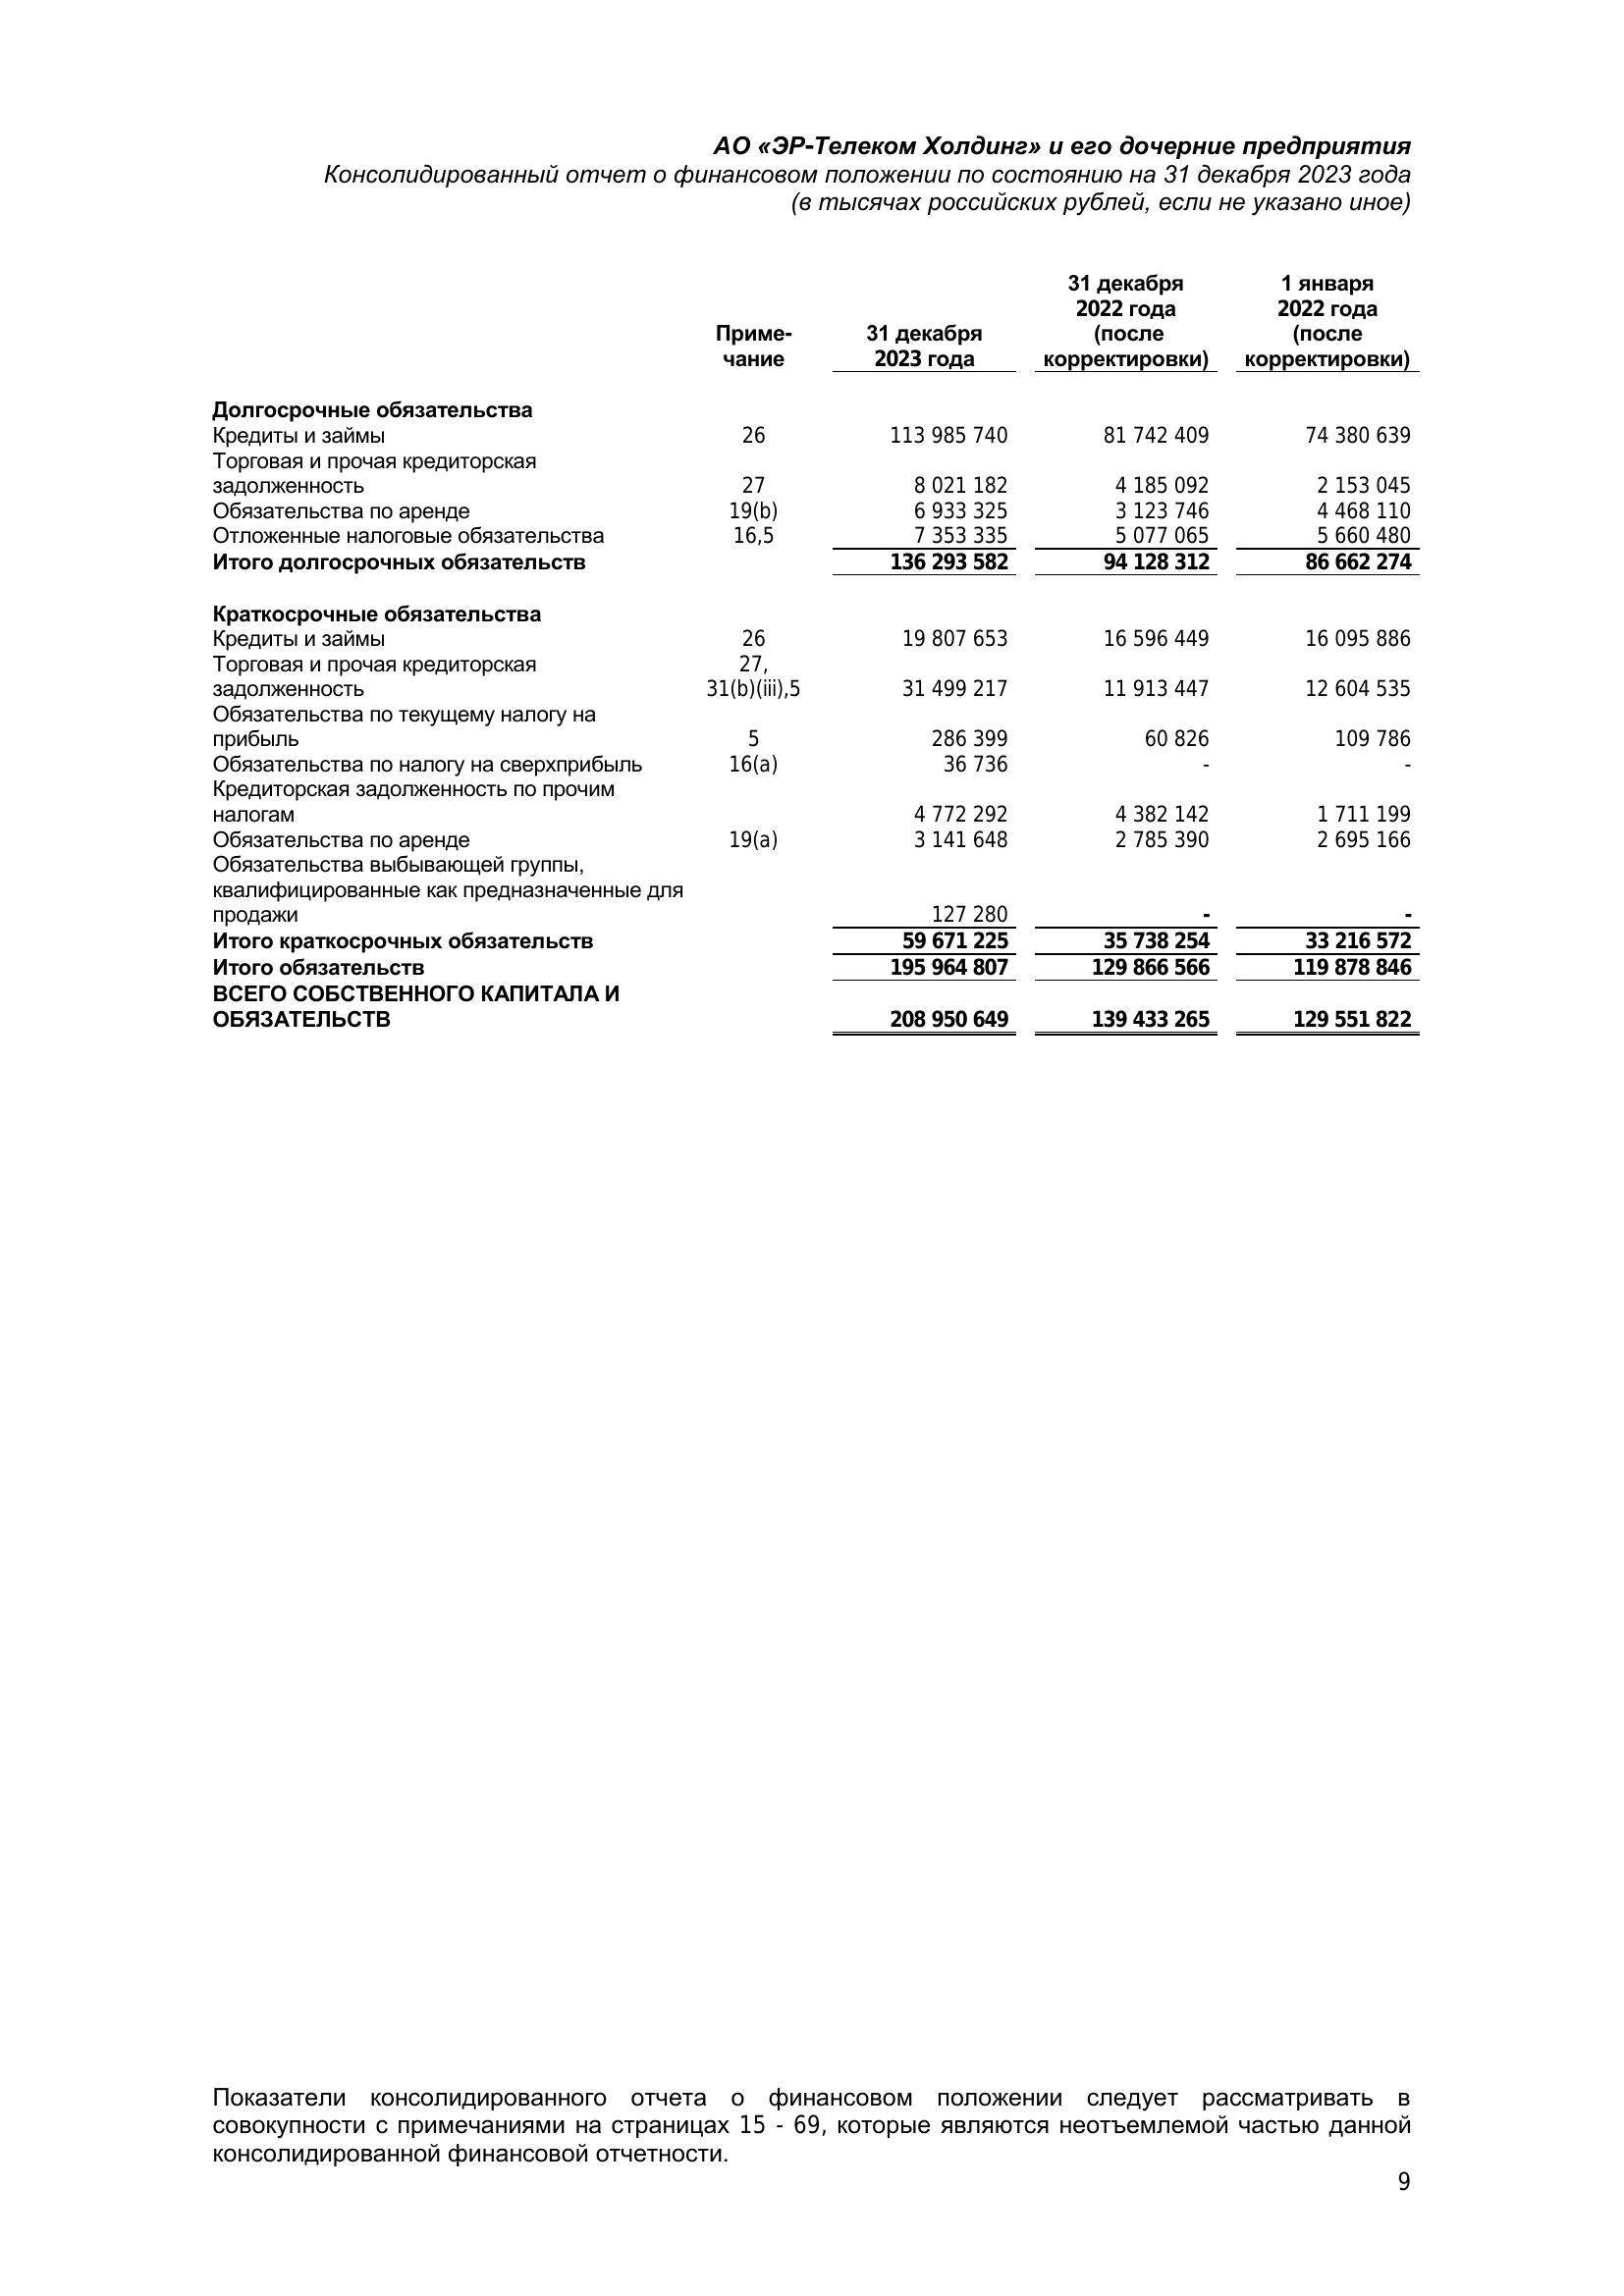 АО «ЭР-Телеком Холдинг» и его дочерние предприятия
Консолидированный отчет о финансовом положении по состоянию на 31 декабря 2023 года
(в тысячах российских рублей, если не указано иное)
31 декабря 1 января
2022 года 2022 года
Приме- 31 декабря (после (после
чание 2023 года корректировки) корректировки)
Долгосрочные обязательства
Кредиты и займы 26 113 985 740 81 742 409 74 380 639
Торговая и прочая кредиторская
задолженность 27 8 021 182 4 185 092 2 153 045
Обязательства по аренде 19(b) 6 933 325 3 123 746 4 468 110
Отложенные налоговые обязательства 16,5 7 353 335 5 077 065 5 660 480
Итого долгосрочных обязательств 136 293 582 94 128 312 86 662 274
Краткосрочные обязательства
Кредиты и займы 26 19 807 653 16 596 449 16 095 886
Торговая и прочая кредиторская 27,
задолженность 31(b)(iii),5 31 499 217 11 913 447 12 604 535
Обязательства по текущему налогу на
прибыль 5 286 399 60 826 109 786
Обязательства по налогу на сверхприбыль 16(a) 36 736 - -
Кредиторская задолженность по прочим
налогам 4 772 292 4 382 142 1 711 199
Обязательства по аренде 19(a) 3 141 648 2 785 390 2 695 166
Обязательства выбывающей группы,
квалифицированные как предназначенные для
продажи 127 280 - -
Итого краткосрочных обязательств 59 671 225 35 738 254 33 216 572
Итого обязательств 195 964 807 129 866 566 119 878 846
ВСЕГО СОБСТВЕННОГО КАПИТАЛА И
ОБЯЗАТЕЛЬСТВ 208 950 649 139 433 265 129 551 822
Показатели консолидированного отчета о финансовом положении следует рассматривать в
совокупности с примечаниями на страницах 15 - 69, которые являются неотъемлемой частью данной
консолидированной финансовой отчетности.
9